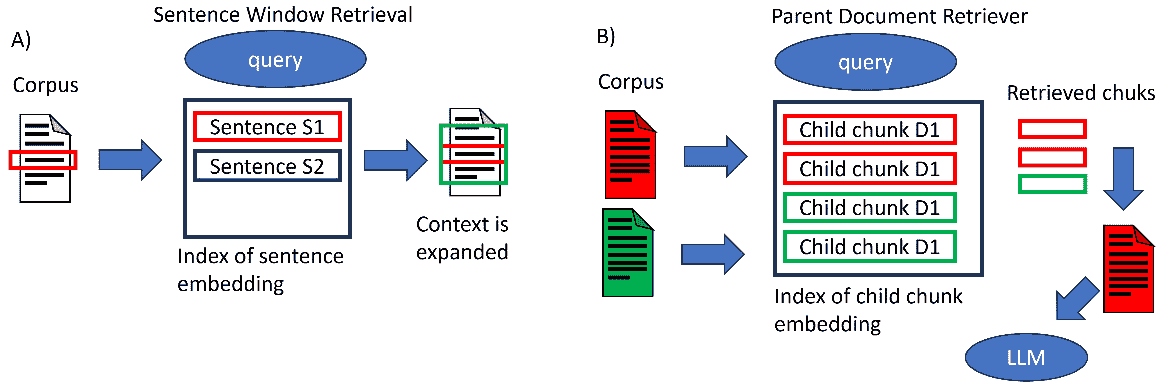 Sentence Window Retrieval
A)
query
Corpus
Sentence S1
Sentence S2
Index of sentence
embedding
Context is
expanded
Parent Document Retriever
B)
query
Corpus
Child chunk D1
Child chunk D1
Child chunk D1
Child chunk D1
Index of child chunk
embedding
Retrieved chuks
LLM